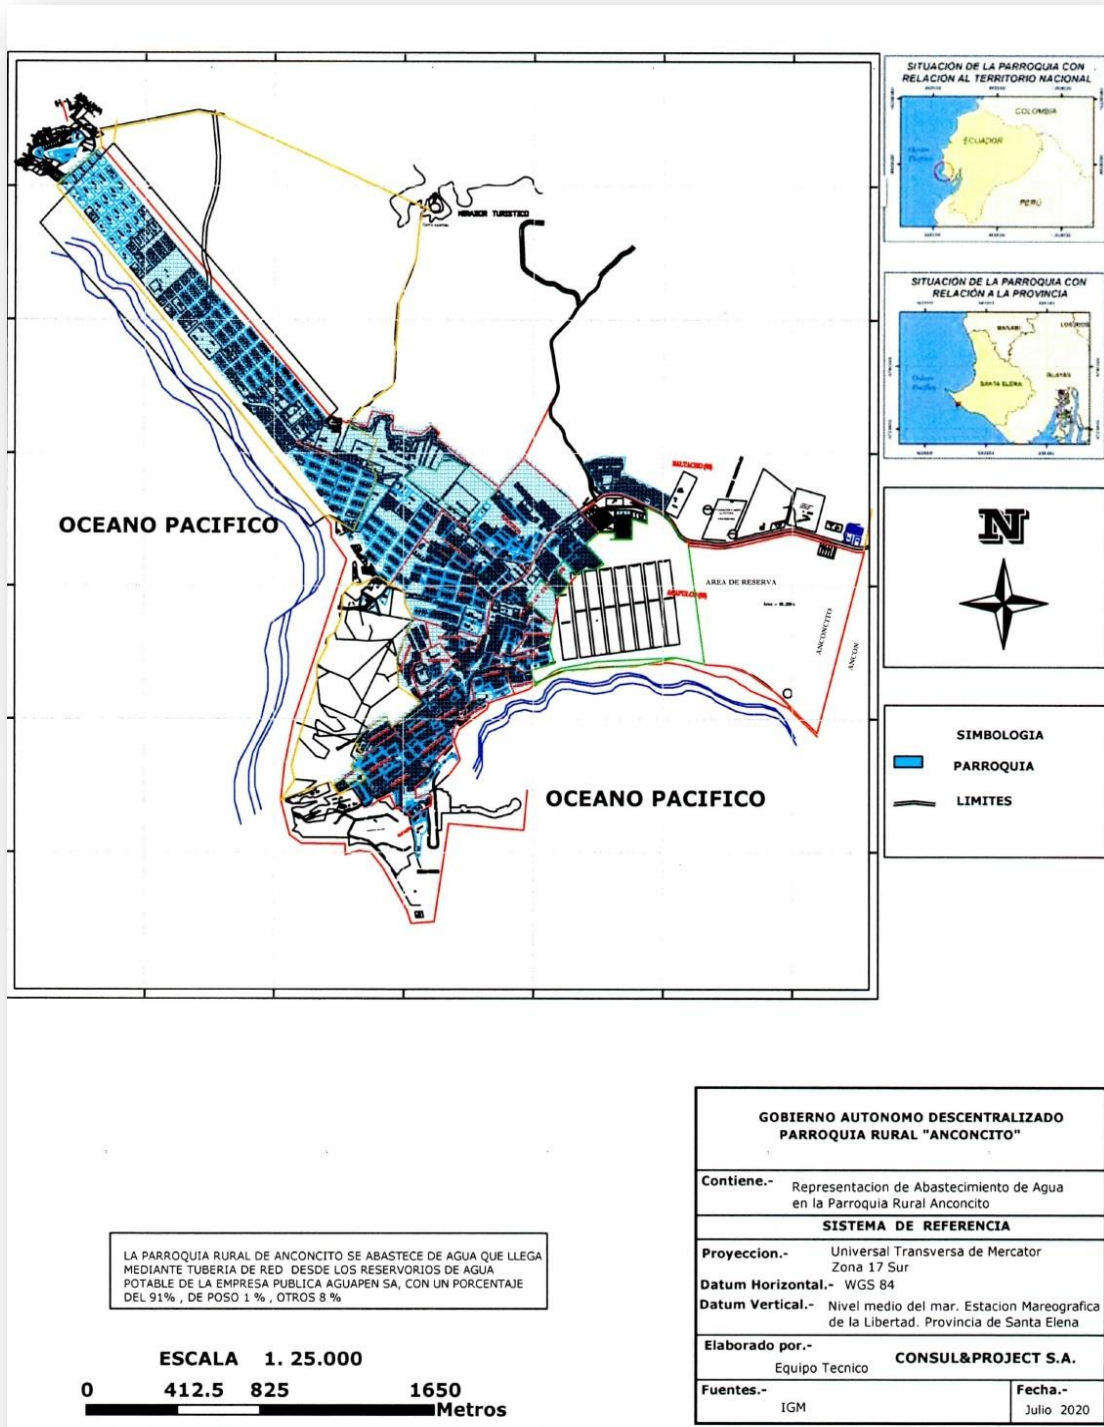 SITUACIÓN DE LA PARROQUIA CON
RELACIÓN AL TERRITORIO NACIONAL
COLOMBIA
ECUADOR
PERÚ
SITUACIÓN DE LA PARROQUIA CON
RELACIÓN A LA PROVINCIA
MANABI
LOS RIOS
SANTA ELENA
GUAYAS
MIRADOR TURISTICO
OCEANO PACIFICO
AREA DE RESERVA
ANCONCITO
ANCON
OCEANO PACIFICO
N
SIMBOLOGIA
PARROQUIA
LIMITES
GOBIERNO AUTONOMO DESCENTRALIZADO
PARROQUIA RURAL "ANCONCITO"
Contiene.- Representacion de Abastecimiento de Agua
en la Parroquia Rural Anconcito
SISTEMA DE REFERENCIA
Proyeccion.- Universal Transversa de Mercator
Zona 17 Sur
Datum Horizontal.- WGS 84
Datum Vertical.- Nivel medio del mar. Estacion Mareografica
de la Libertad. Provincia de Santa Elena
Elaborado por.-
Equipo Tecnico CONSUL&PROJECT S.A.
Fuentes.-
IGM
Fecha.-
Julio 2020
LA PARROQUIA RURAL DE ANCONCITO SE ABASTECE DE AGUA QUE LLEGA
MEDIANTE TUBERIA DE RED DESDE LOS RESERVORIOS DE AGUA
POTABLE DE LA EMPRESA PUBLICA AGUAPEN SA, CON UN PORCENTAJE
DEL 91% , DE POSO 1 % , OTROS 8 %
ESCALA 1. 25.000
0 412.5 825 1650
Metros